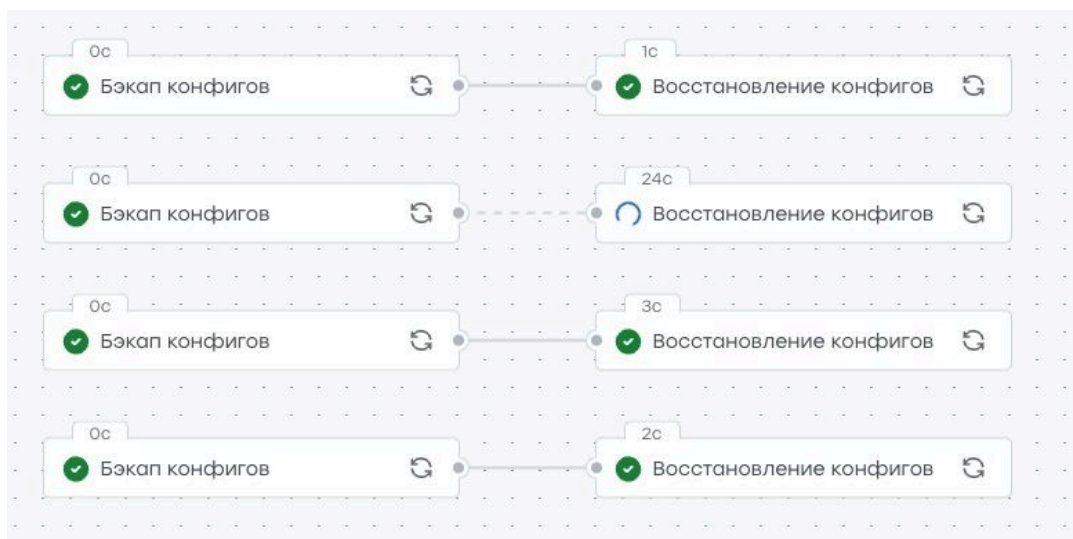 0с
1с
Бэкап конфигов
Восстановление конфигов
0с
24с
Бэкап конфигов
Восстановление конфигов
0с
3с
Бэкап конфигов
Восстановление конфигов
0с
2с
Бэкап конфигов
Восстановление конфигов